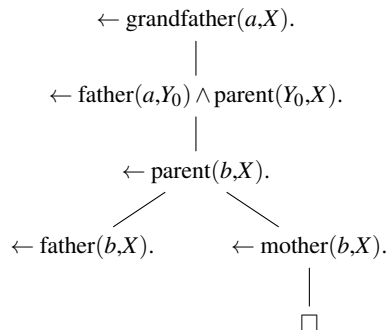 ← grandfather(a,X).
← father(a,Y₀) ∧ parent(Y₀,X).
← parent(b,X).
← father(b,X). ← mother(b,X).
□